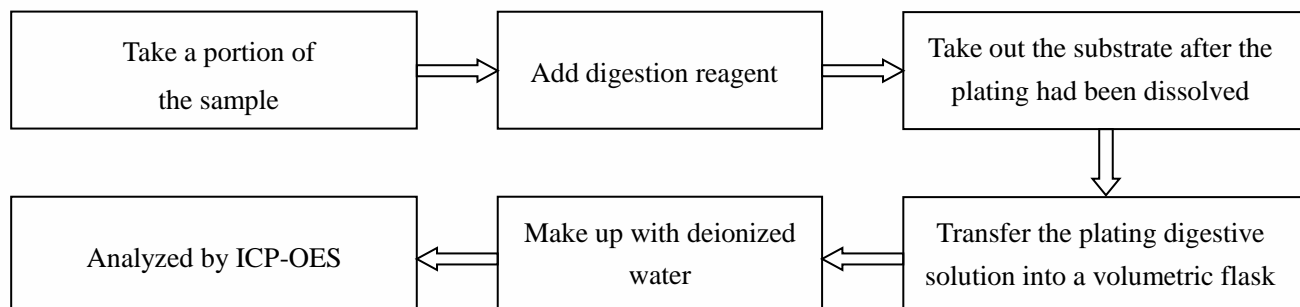 Take a portion of
the sample
Add digestion reagent
Take out the substrate after the
plating had been dissolved
Transfer the plating digestive
solution into a volumetric flask
Make up with deionized
water
Analyzed by ICP-OES